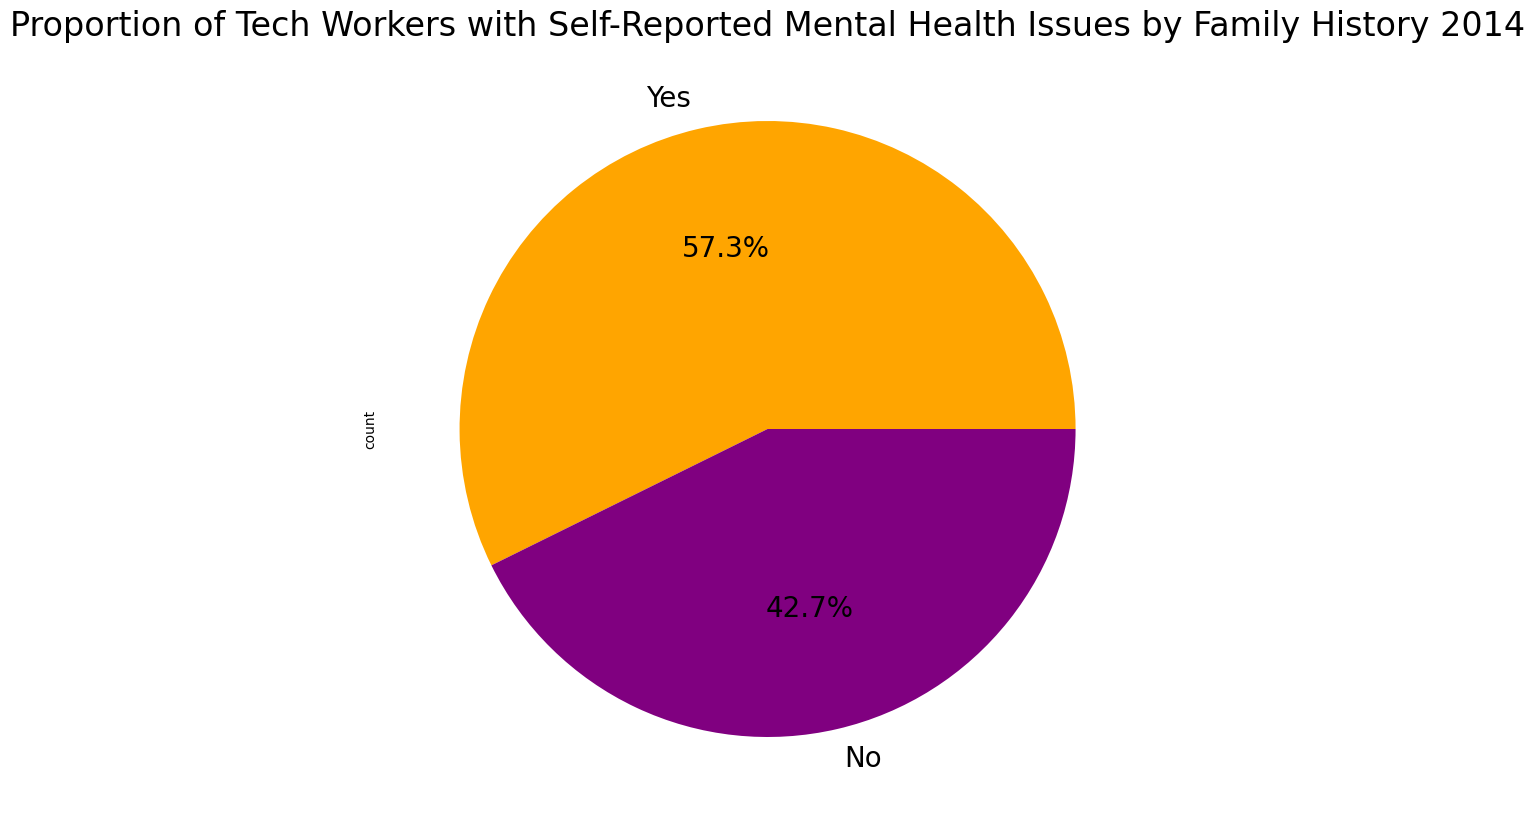 Proportion of Tech Workers with Self-Reported Mental Health Issues by Family History 2014
Yes
57.3%
count
42.7%
No